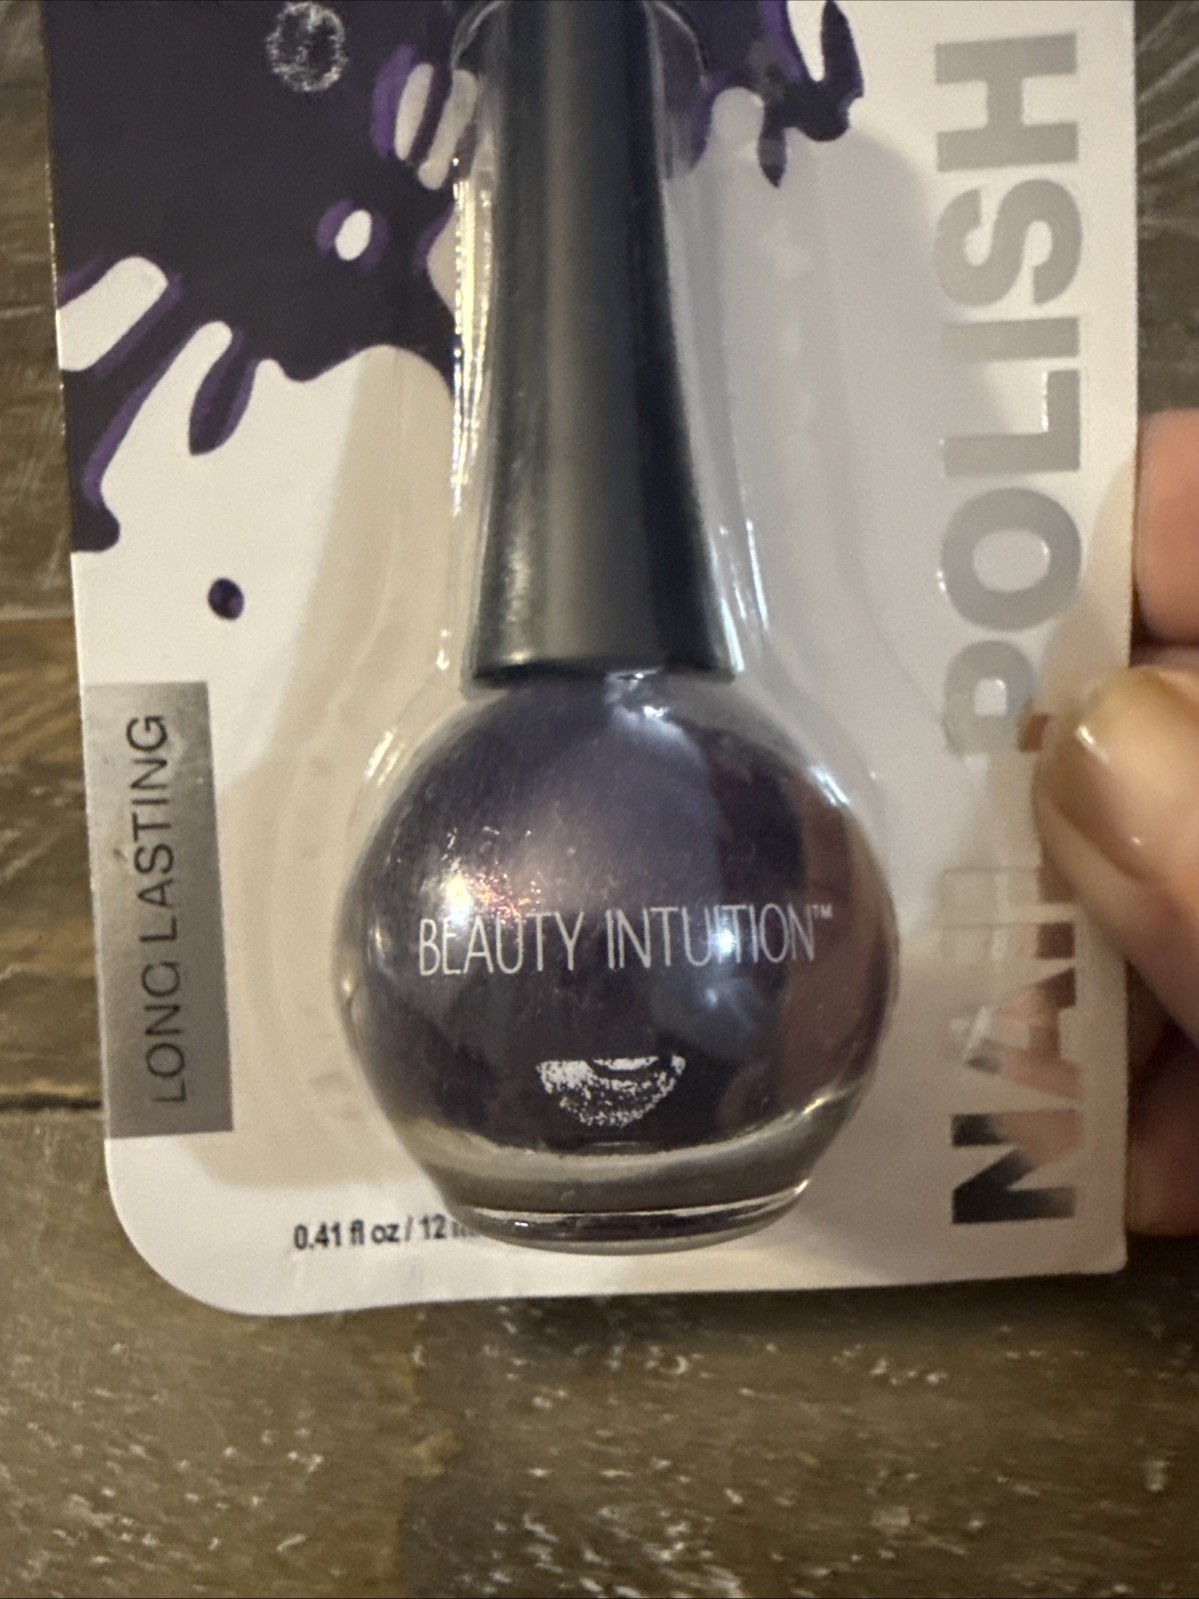 NAIL POLISH
LONG LASTING
BEAUTY INTUITION™
0.41 fl oz / 12